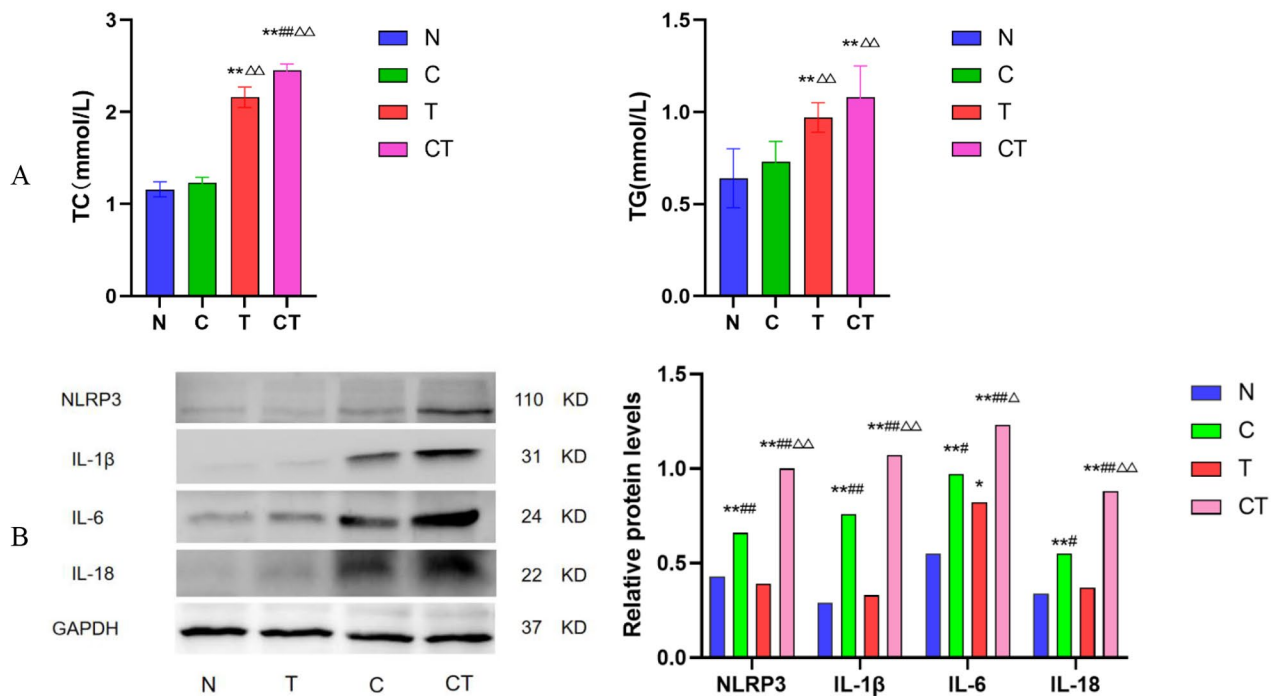 A
TC (mmol/L)
3
2
1
0
**△△
**##△△
N
C
T
CT
N
C
T
CT
TG(mmol/L)
1.5
1.0
0.5
0.0
**△△
**△△
N
C
T
CT
N
C
T
CT
B
NLRP3
110 KD
IL-1β
31 KD
IL-6
24 KD
IL-18
22 KD
GAPDH
37 KD
N T C CT
Relative protein levels
1.5
1.0
0.5
0.0
**##
**##△△
**##
**##△△
**#
*
**##△
**#
**##△△
NLRP3 IL-1β IL-6 IL-18
N
C
T
CT